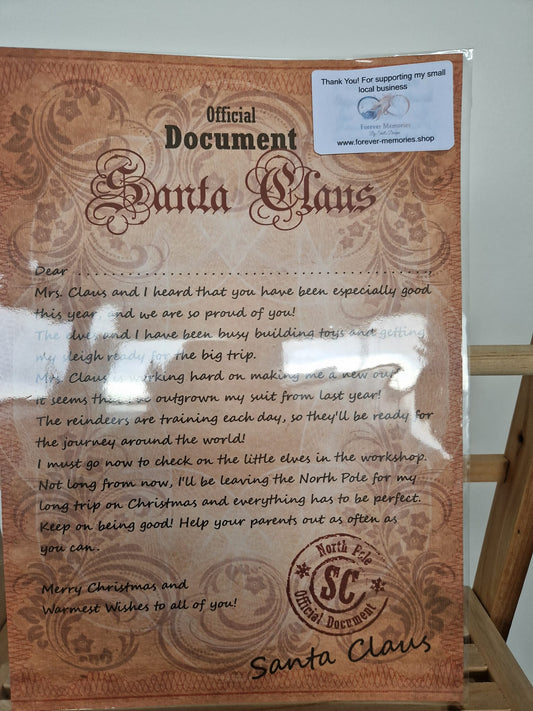 Thank You! For supporting my small
local business
Forever Memories
www.forever-memories.shop
Official
Document
Santa Claus
Dear ........................................................,
Mrs. Claus and I heard that you have been especially good
this year, and we are so proud of you!
The elves and I have been busy building toys and getting
my sleigh ready for the big trip.
Mrs. Claus is working hard on making me a new
It seems that outgrown my suit from last year!
The reindeers are training each day, so they'll be ready for
the journey around the world!
I must go now to check on the little elves in the workshop.
Not long from now, I'll be leaving the North Pole for my
long trip on Christmas and everything has to be perfect.
Keep on being good! Help your parents out as often as
you can.
Merry Christmas and
Warmest Wishes to all of you!
North Pole
SC
Official Document
Santa Claus